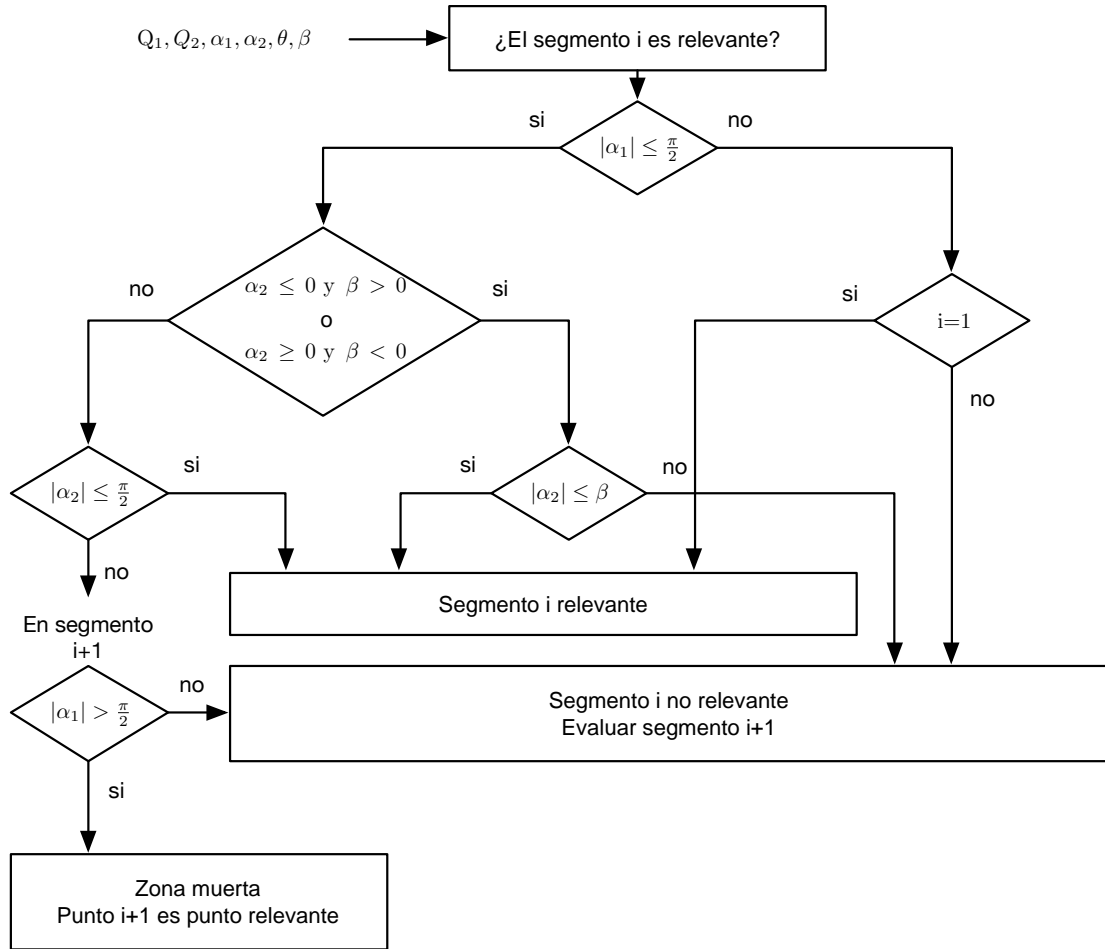 Q₁, Q₂, α₁, α₂, θ, β
¿El segmento i es relevante?
si
no
|α₁| ≤ π/2
no
α₂ ≤ 0 y β > 0
o
α₂ ≥ 0 y β < 0
si
si
i=1
no
|α₂| ≤ π/2
si
si
|α₂| ≤ β
no
no
Segmento i relevante
En segmento
i+1
|α₁| > π/2
no
Segmento i no relevante
Evaluar segmento i+1
si
Zona muerta
Punto i+1 es punto relevante